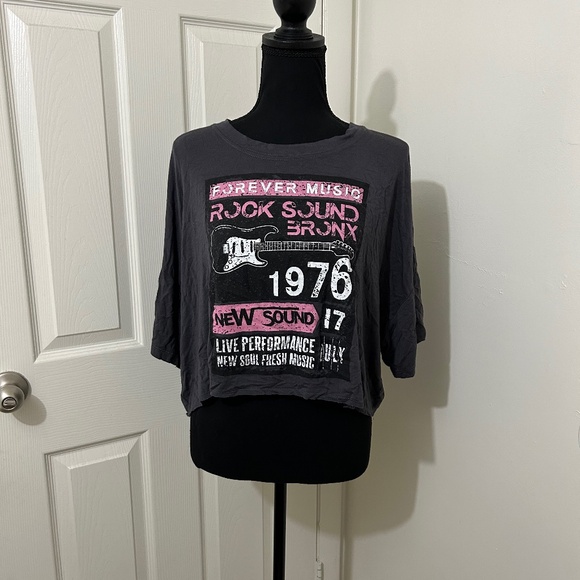 FOREVER MUSIC
ROCK SOUND
BRONX
1976
NEW SOUND 17
LIVE PERFORMANCE
NEW SOUL FRESH MUSIC JULY